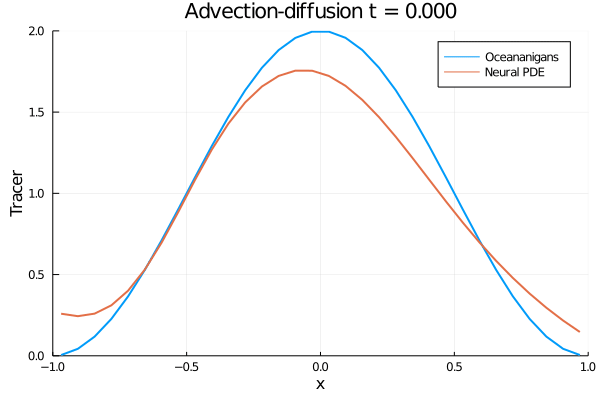 Advection-diffusion t = 0.000
Oceananigans
Neural PDE
Tracer
2.0
1.5
1.0
0.5
0.0
−1.0 −0.5 0.0 0.5 1.0
x